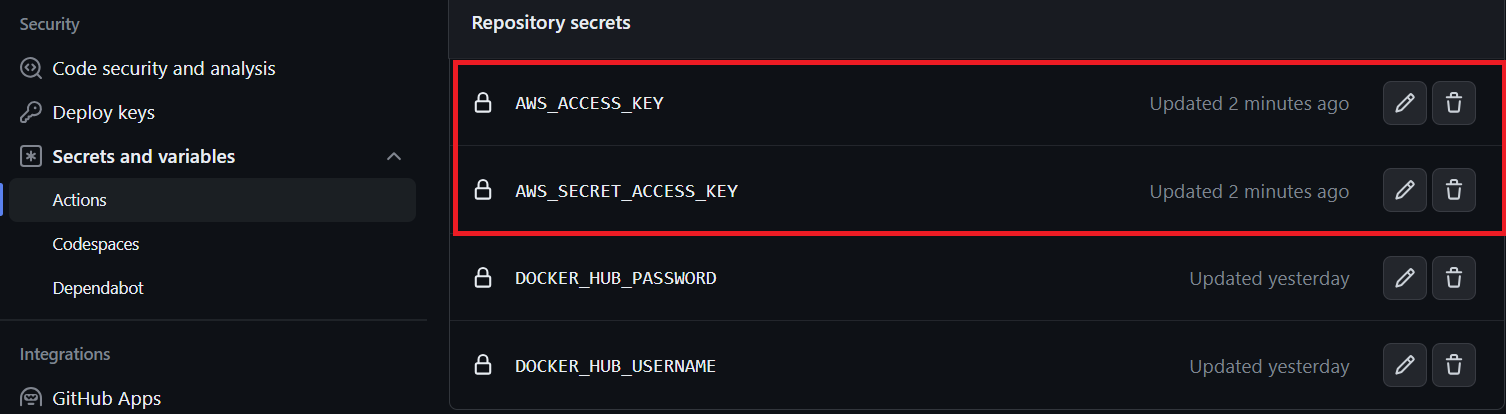 Security
Code security and analysis
Deploy keys
Secrets and variables
Actions
Codespaces
Dependabot
Integrations
GitHub Apps
Repository secrets
AWS_ACCESS_KEY Updated 2 minutes ago
AWS_SECRET_ACCESS_KEY Updated 2 minutes ago
DOCKER_HUB_PASSWORD Updated yesterday
DOCKER_HUB_USERNAME Updated yesterday